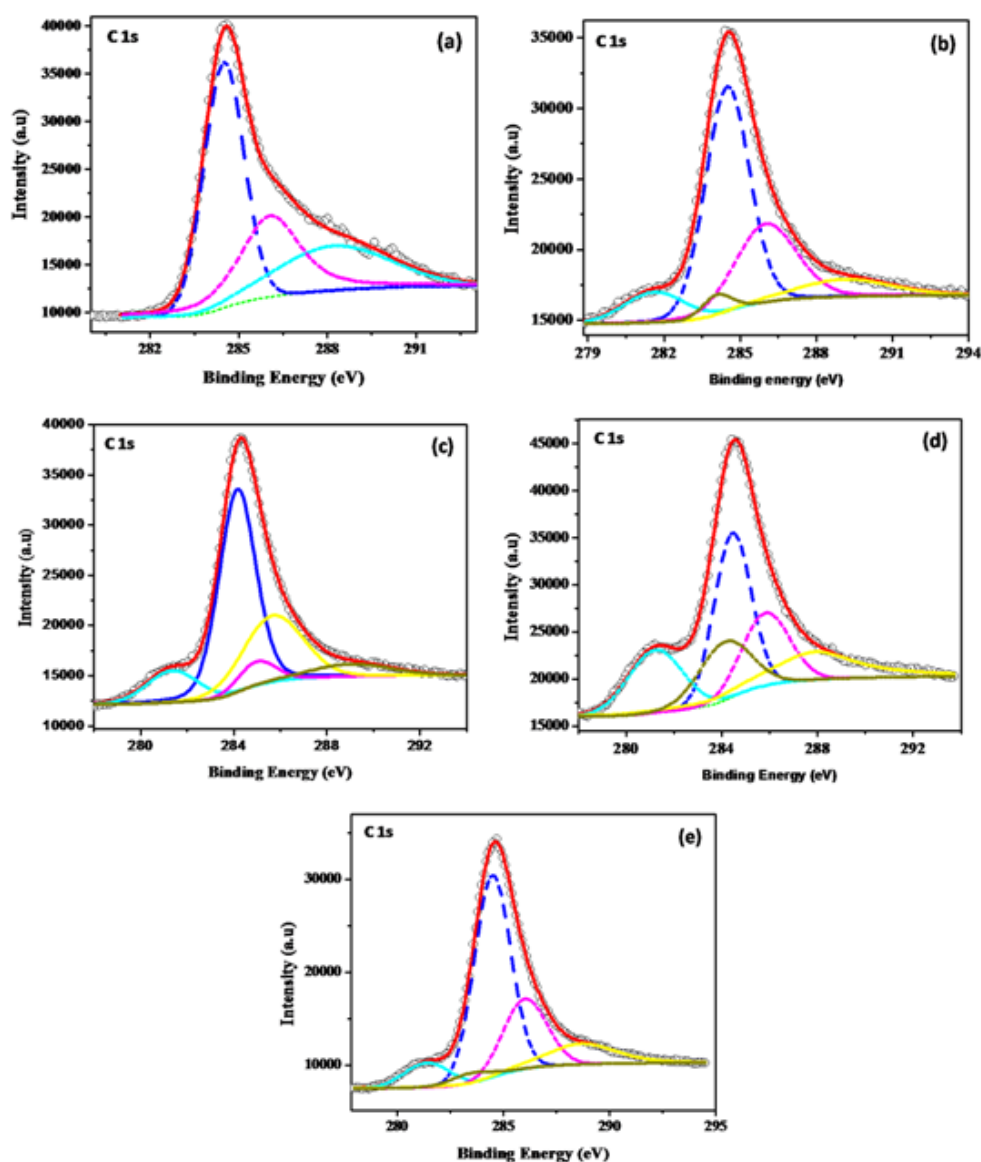 C 1s
(a)
Intensity (a.u)
40000
35000
30000
25000
20000
15000
10000
282
285
288
291
Binding Energy (eV)
C 1s
(b)
Intensity (a.u)
35000
30000
25000
20000
15000
279
282
285
288
291
294
Binding energy (eV)
C 1s
(c)
Intensity (a.u)
40000
35000
30000
25000
20000
15000
10000
280
284
288
292
Binding Energy (eV)
C 1s
(d)
Intensity (a.u)
45000
40000
35000
30000
25000
20000
15000
280
284
288
292
Binding Energy (eV)
C 1s
(e)
Intensity (a.u)
30000
20000
10000
280
285
290
295
Binding Energy (eV)